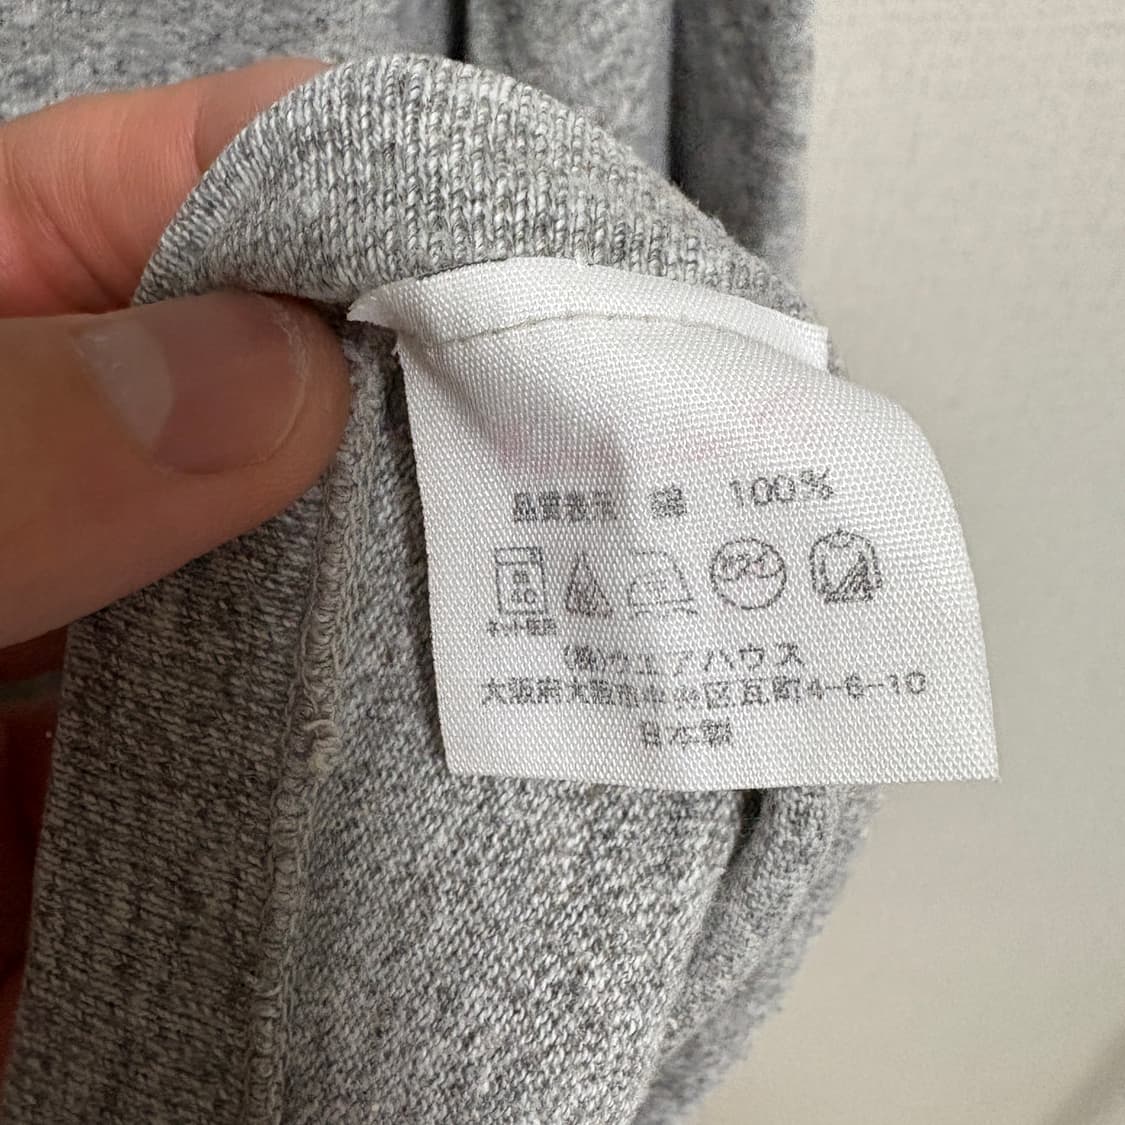 品質表示 綿 100%
ネット使用
(株)ウエアハウス
大阪府大阪市中央区瓦町4-6-10
日本製